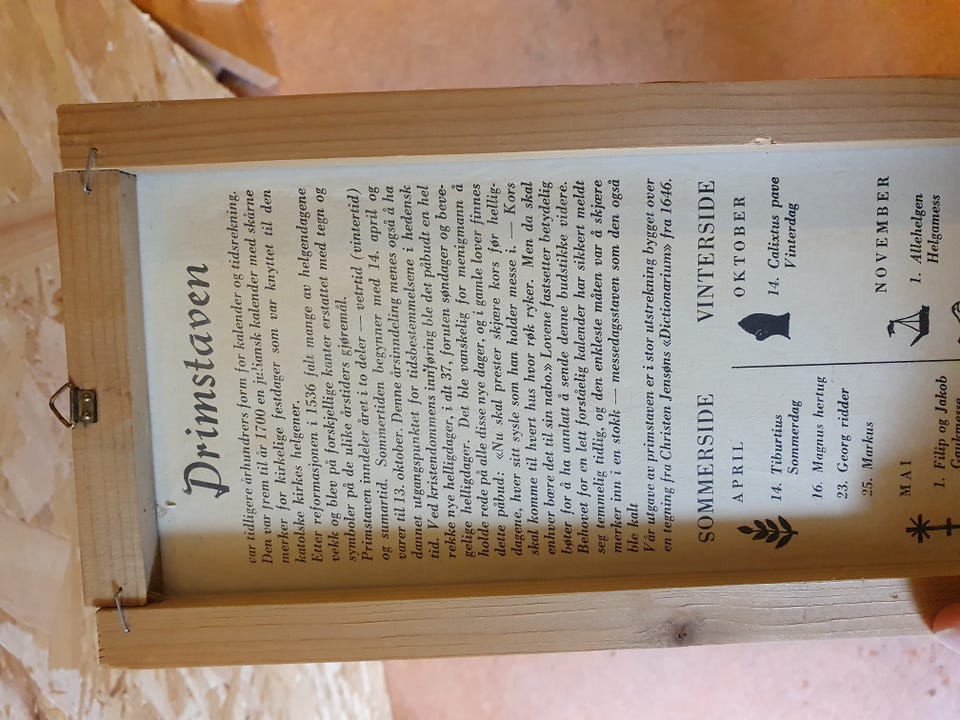 Primstaven
var tidligere århundrers form for kalender og tidsrekning.
Den var frem til år 1700 en juliansk kalender med skårne
merker for kirkelige festdager som var knyttet til den
katolske kirkes helgener.
Etter reformasjonen i 1536 falt mange av helgendagene
vekk og blev på forskjellige kanter erstattet med tegn og
symboler på de ulike årstiders gjøremål.
Primstaven inndeler året i to deler — vetrtid (vintertid)
og sumartid. Sommertiden begynner med 14. april og
varer til 13. oktober. Denne årsinndeling menes også å ha
dannet utgangspunktet for tidsbestemmelsene i hedensk
tid. Ved kristendommens innføring ble det påbudt en hel
rekke nye helligdager, i alt 37, foruten søndager og beve-
gelige helligdager. Det ble vanskelig for menigmann å
holde rede på alle disse nye dager, og i gamle lover finnes
dette påbud: «Nu skal prester skjære kors før hellig-
dagene, hver sitt sysle som han holder messe i. — Kors
skal komme til hvert hus hvor røk ryker. Men da skal
enhver bære det til sin nabo.» Lovene fastsetter betydelig
bøter for å ha unnlatt å sende denne budstikke videre.
Behovet for en lett forståelig kalender har sikkert meldt
seg temmelig tidlig, og den enkleste måten var å skjære
merker inn i en stokk — messedagsstaven som den også
ble kalt
Vår utgave av primstaven er i stor utstrekning bygget over
en tegning fra Christen Jensøns «Dictionarium» fra 1646.
SOMMERSIDE
APRIL
14. Tiburtius
Sommerdag
16. Magnus hertug
23. Georg ridder
25. Markus
MAI
1. Filip og Jakob
Gaukmesse
VINTERSIDE
OKTOBER
14. Calixtus pave
Vinterdag
NOVEMBER
1. Allehelgen
Helgamess